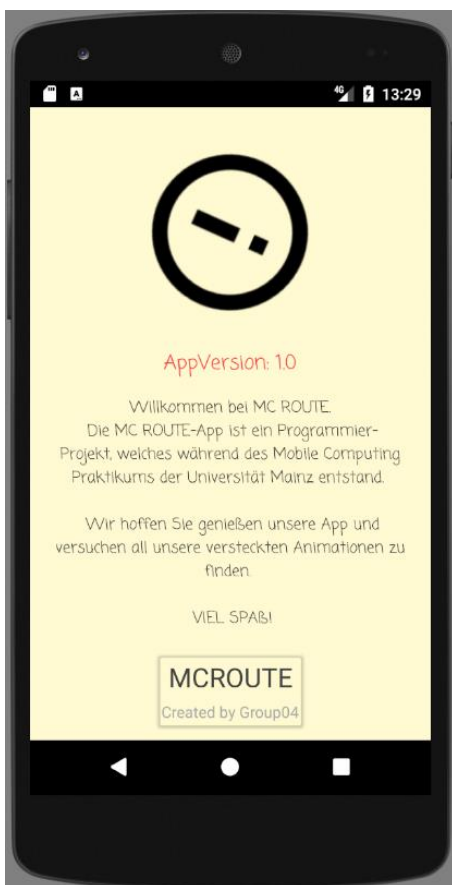 4G 13:29
AppVersion: 1.0
Willkommen bei MC ROUTE.
Die MC ROUTE-App ist ein Programmier-
Projekt, welches während des Mobile Computing
Praktikums der Universität Mainz entstand.
Wir hoffen Sie genießen unsere App und
versuchen all unsere versteckten Animationen zu
finden.
VIEL SPAß!
MCROUTE
Created by Group04